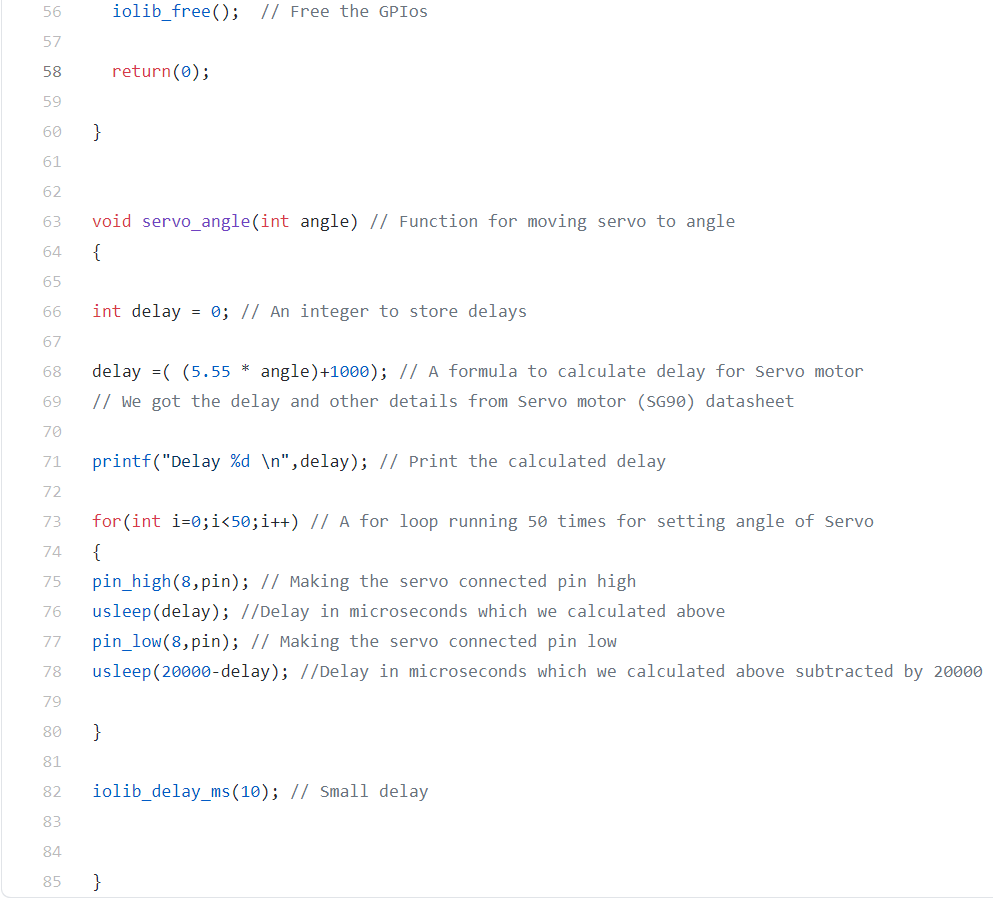 56 iolib_free();  // Free the GPIos
57
58 return(0);
59
60 }
61
62
63 void servo_angle(int angle) // Function for moving servo to angle
64 {
65
66 int delay = 0; // An integer to store delays
67
68 delay =( (5.55 * angle)+1000); // A formula to calculate delay for Servo motor
69 // We got the delay and other details from Servo motor (SG90) datasheet
70
71 printf("Delay %d \n",delay); // Print the calculated delay
72
73 for(int i=0;i<50;i++) // A for loop running 50 times for setting angle of Servo
74 {
75 pin_high(8,pin); // Making the servo connected pin high
76 usleep(delay); //Delay in microseconds which we calculated above
77 pin_low(8,pin); // Making the servo connected pin low
78 usleep(20000-delay); //Delay in microseconds which we calculated above subtracted by 20000
79
80 }
81
82 iolib_delay_ms(10); // Small delay
83
84
85 }